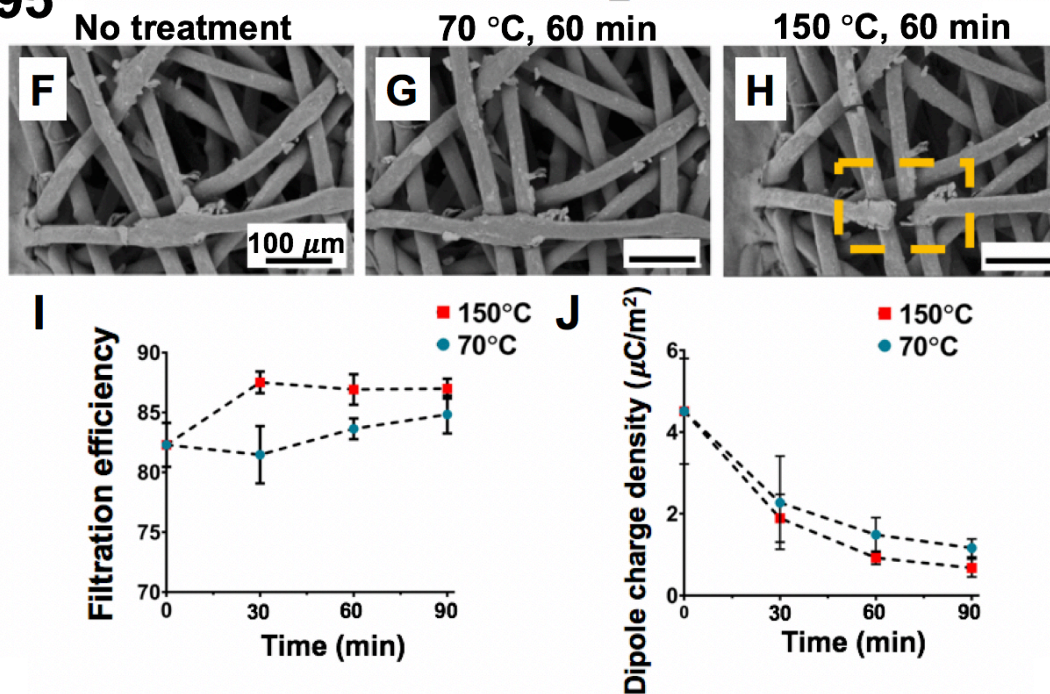 95
No treatment 70 °C, 60 min 150 °C, 60 min
F G H
100 μm
I
150°C
70°C
Filtration efficiency
90
85
80
75
70
0 30 60 90
Time (min)
J
150°C
70°C
Dipole charge density (μC/m²)
6
4
2
0
0 30 60 90
Time (min)